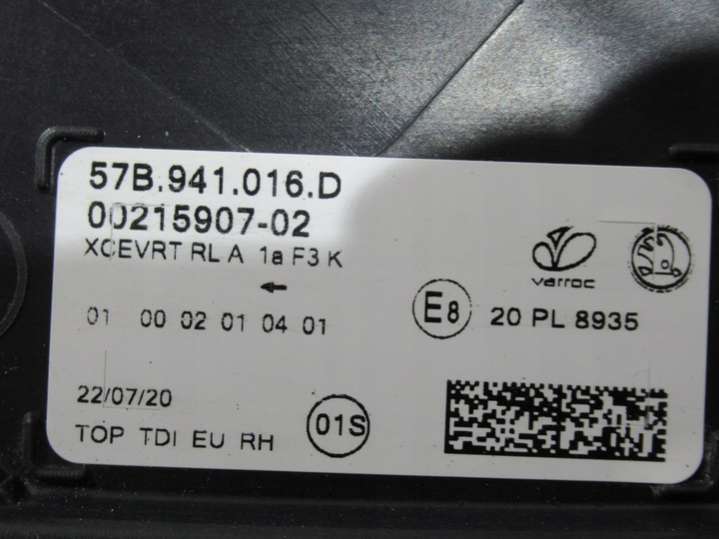 57B.941.016.D
00215907-02
XCEVRT RL A 1a F3 K
←
varroc
01 00 02 01 04 01
E8 20 PL 8935
22/07/20
TOP TDI EU RH
01S